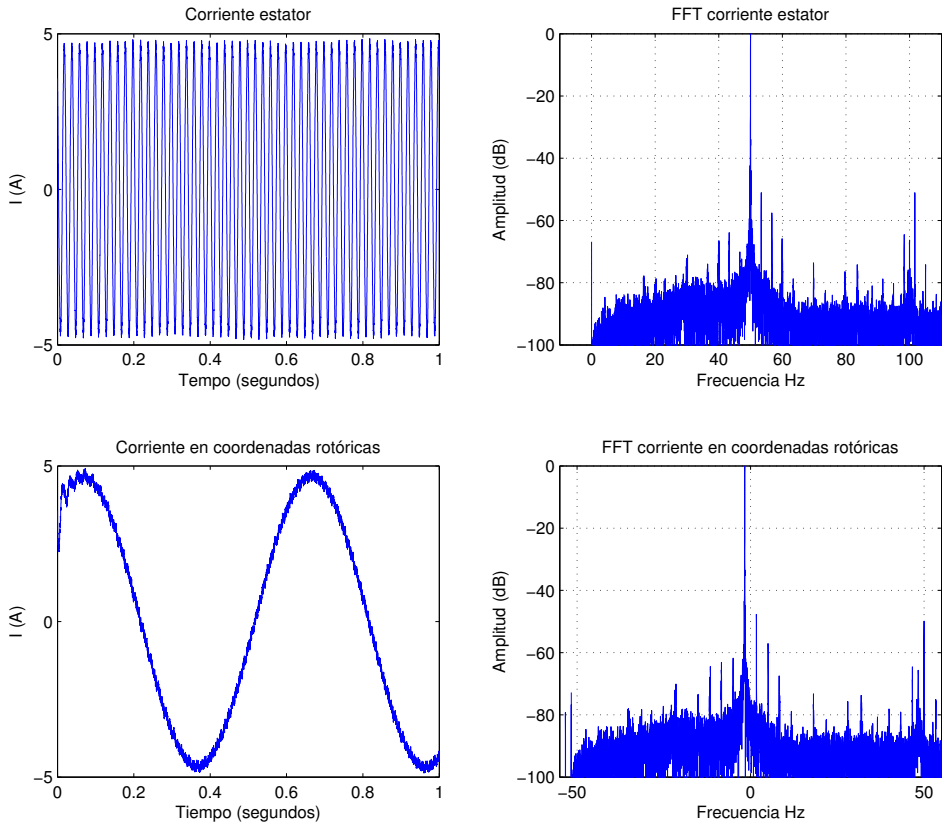 Corriente estator
5
0
−5
I (A)
0 0.2 0.4 0.6 0.8 1
Tempo (segundos)
FFT corriente estator
0
−20
−40
−60
−80
−100
Amplitud (dB)
0 20 40 60 80 100
Frecuencia Hz
Corriente en coordenadas rotóricas
5
0
−5
I (A)
0 0.2 0.4 0.6 0.8 1
Tiempo (segundos)
FFT corriente en coordenadas rotóricas
0
−20
−40
−60
−80
−100
Amplitud (dB)
−50 0 50
Frecuencia Hz